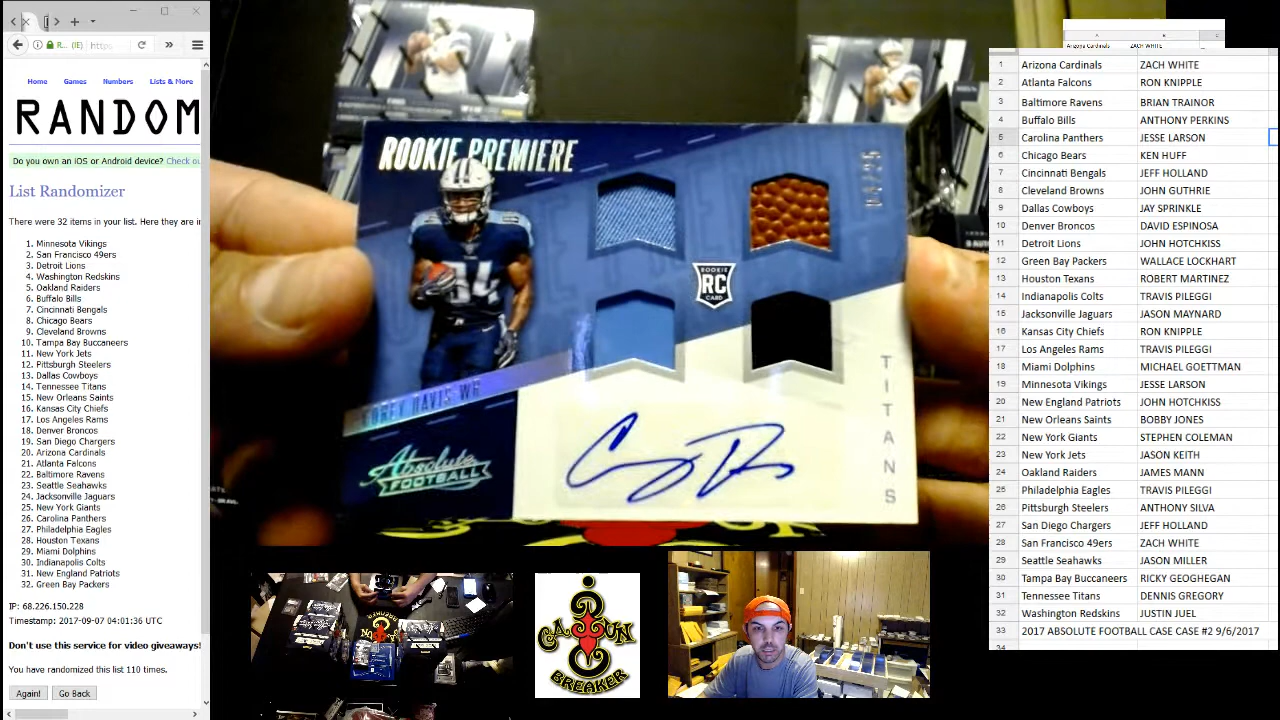 R... (IE)
http:
Home Games Numbers Lists & More
RANDOM
Do you own an iOS or Android device? Check ou
List Randomizer
There were 32 items in your list. Here they are i
1. Minnesota Vikings
2. San Francisco 49ers
3. Detroit Lions
4. Washington Redskins
5. Oakland Raiders
6. Buffalo Bills
7. Cincinnati Bengals
8. Chicago Bears
9. Cleveland Browns
10. Tampa Bay Buccaneers
11. New York Jets
12. Pittsburgh Steelers
13. Dallas Cowboys
14. Tennessee Titans
15. New Orleans Saints
16. Kansas City Chiefs
17. Los Angeles Rams
18. Denver Broncos
19. San Diego Chargers
20. Arizona Cardinals
21. Atlanta Falcons
22. Baltimore Ravens
23. Seattle Seahawks
24. Jacksonville Jaguars
25. New York Giants
26. Carolina Panthers
27. Philadelphia Eagles
28. Houston Texans
29. Miami Dolphins
30. Indianapolis Colts
31. New England Patriots
32. Green Bay Packers
IP: 68.226.150.228
Timestamp: 2017-09-07 04:01:36 UTC
Don't use this service for video giveaways!
You have randomized this list 110 times.
Again! Go Back
ROOKIE PREMIERE
ROOKIE
RC
CARD
COREY DAVIS WR
Absolute
FOOTBALL
TITANS
CAJUN
BREAKER
Arizona Cardinals ZACH WHITE
1 Arizona Cardinals ZACH WHITE
2 Atlanta Falcons RON KNIPPLE
3 Baltimore Ravens BRIAN TRAINOR
4 Buffalo Bills ANTHONY PERKINS
5 Carolina Panthers JESSE LARSON
6 Chicago Bears KEN HUFF
7 Cincinnati Bengals JEFF HOLLAND
8 Cleveland Browns JOHN GUTHRIE
9 Dallas Cowboys JAY SPRINKLE
10 Denver Broncos DAVID ESPINOSA
11 Detroit Lions JOHN HOTCHKISS
12 Green Bay Packers WALLACE LOCKHART
13 Houston Texans ROBERT MARTINEZ
14 Indianapolis Colts TRAVIS PILEGGI
15 Jacksonville Jaguars JASON MAYNARD
16 Kansas City Chiefs RON KNIPPLE
17 Los Angeles Rams TRAVIS PILEGGI
18 Miami Dolphins MICHAEL GOETTMAN
19 Minnesota Vikings JESSE LARSON
20 New England Patriots JOHN HOTCHKISS
21 New Orleans Saints BOBBY JONES
22 New York Giants STEPHEN COLEMAN
23 New York Jets JASON KEITH
24 Oakland Raiders JAMES MANN
25 Philadelphia Eagles TRAVIS PILEGGI
26 Pittsburgh Steelers ANTHONY SILVA
27 San Diego Chargers JEFF HOLLAND
28 San Francisco 49ers ZACH WHITE
29 Seattle Seahawks JASON MILLER
30 Tampa Bay Buccaneers RICKY GEOGHEGAN
31 Tennessee Titans DENNIS GREGORY
32 Washington Redskins JUSTIN JUEL
33 2017 ABSOLUTE FOOTBALL CASE CASE #2 9/6/2017
34